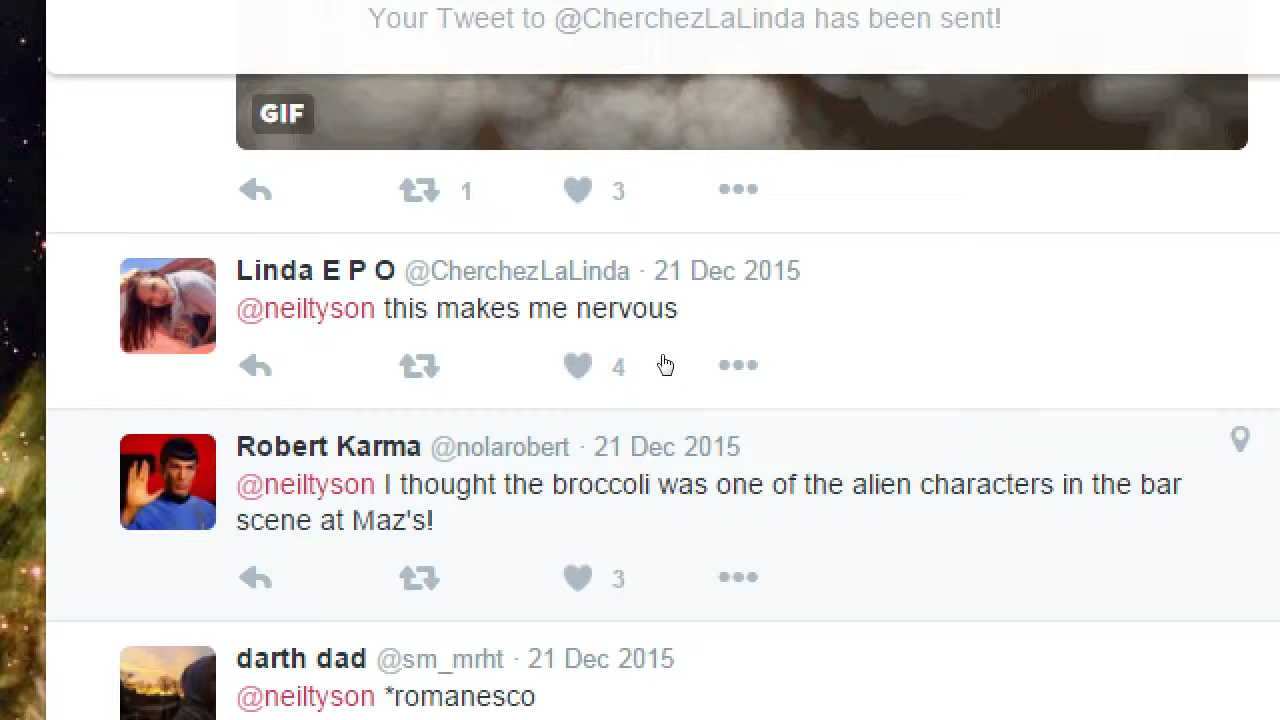 Your Tweet to @CherchezLaLinda has been sent!
GIF
1
3
Linda E P O @CherchezLaLinda · 21 Dec 2015
@neiltyson this makes me nervous
4
Robert Karma @nolarobert · 21 Dec 2015
@neiltyson I thought the broccoli was one of the alien characters in the bar
scene at Maz's!
3
darth dad @sm_mrht · 21 Dec 2015
@neiltyson *romanesco